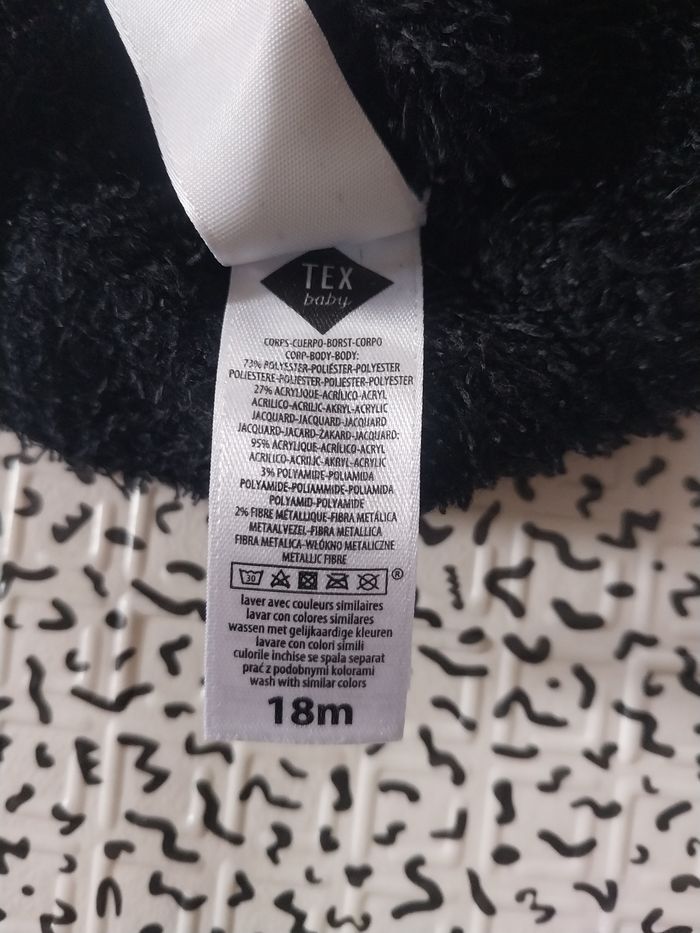 TEX
baby
CORPS-CUERPO-BORST-CORPO
CORP-BODY-BODY:
73% POLYESTER-POLIÉSTER-POLYESTER
POLIESTERE-POLIESTER-POLIESTER-POLYESTER
27% ACRYLIQUE-ACRÍLICO-ACRYL
ACRILICO-ACRILIC-AKRYL-ACRYLIC
JACQUARD-JACQUARD-JACQUARD
JACQUARD-JACARD-ŻAKARD-JACQUARD:
95% ACRYLIQUE-ACRÍLICO-ACRYL
ACRILICO-ACRILIC-AKRYL-ACRYLIC
3% POLYAMIDE-POLIAMIDA
POLYAMIDE-POLIAMMIDE-POLIAMIDA
POLYAMID-POLYAMIDE
2% FIBRE MÉTALLIQUE-FIBRA METÁLICA
METAALVEZEL-FIBRA METALLICA
FIBRA METALICA-WŁÓKNO METALICZNE
METALLIC FIBRE
30 ®
laver avec couleurs similaires
lavar con colores similares
wassen met gelijkaardige kleuren
lavare con colori simili
culorile inchise se spala separat
prać z podobnymi kolorami
wash with similar colors
18m